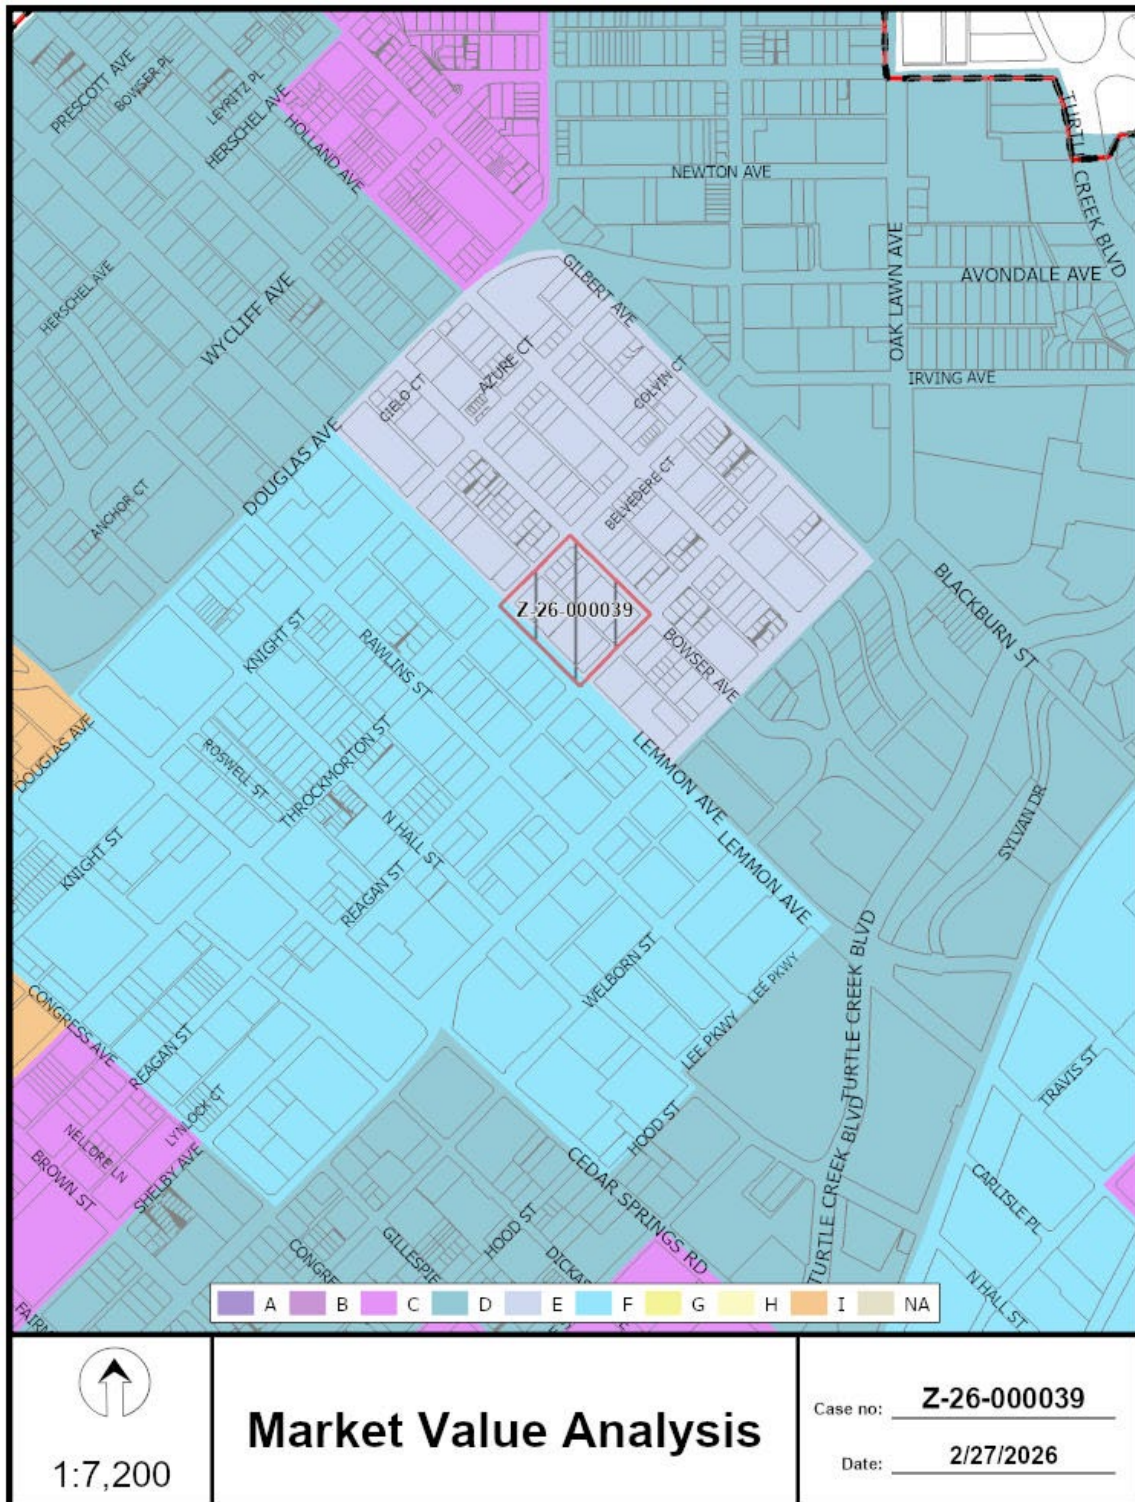 PRESCOTT AVE
BOWSER PL
LEYRITZ PL
HERSCHEL AVE
HOLLAND AVE
TURTLE CREEK BLVD
NEWTON AVE
OAK LAWN AVE
AVONDALE AVE
GILBERT AVE
HERSCHEL AVE
WYCLIFF AVE
IRVING AVE
AZURE CT
CIELO CT
COLVIN CT
DOUGLAS AVE
ANCHOR CT
BELVEDERE CT
Z-26-000039
BLACKBURN ST
KNIGHT ST
RAWLINS ST
BOWSER AVE
DOUGLAS AVE
ROSWELL ST
THROCKMORTON ST
LEMMON AVE
SYLVAN DR
KNIGHT ST
N HALL ST
REAGAN ST
LEMMON AVE
WELBORN ST
LEE PKWY
TURTLE CREEK BLVD
CONGRESS AVE
REAGAN ST
LEE PKWY
TRAVIS ST
LYNLOCK CT
NELLORE LN
BROWN ST
SHELBY AVE
HOOD ST
TURTLE CREEK BLVD
CEDAR SPRINGS RD
CARLISLE PL
HOOD ST
GILLESPIE
CONGRE
DICKAS
N HALL ST
FAIRM
A B C D E F G H I NA
1:7,200
Market Value Analysis
Case no: Z-26-000039
Date: 2/27/2026